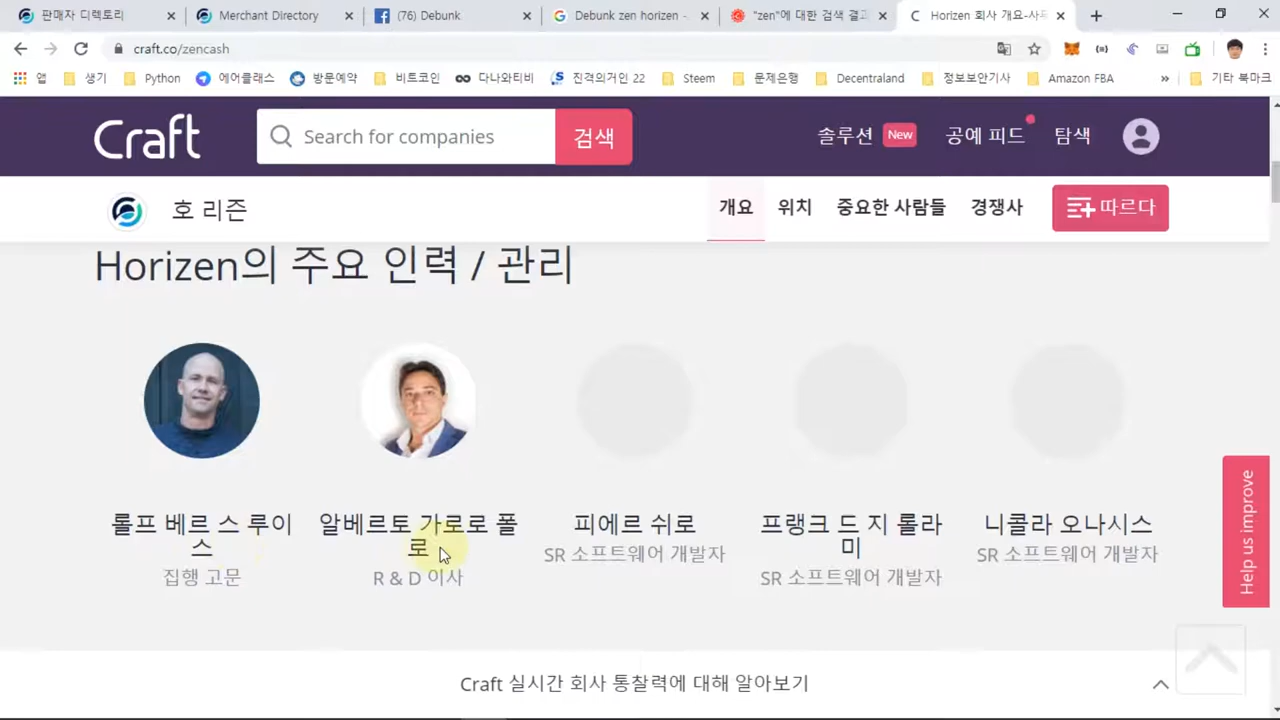 판매자 디렉토리
Merchant Directory
(76) Debunk
Debunk zen horizen -
"zen"에 대한 검색 결과
Horizen 회사 개요-사무
craft.co/zencash
앱
생기
Python
에어클래스
방문예약
비트코인
다나와티비
진격의거인 22
Steem
문제은행
Decentraland
정보보안기사
Amazon FBA
»
기타 북마크
Craft
Search for companies
검색
솔루션 New
공예 피드
탐색
호 리즌
개요
위치
중요한 사람들
경쟁사
따르다
Horizen의 주요 인력 / 관리
롤프 베르 스 루이
스
집행 고문
알베르토 가로로 폴
로
R & D 이사
피에르 쉬로
SR 소프트웨어 개발자
프랭크 드 지 롤라
미
SR 소프트웨어 개발자
니콜라 오나시스
SR 소프트웨어 개발자
Help us improve
Craft 실시간 회사 통찰력에 대해 알아보기